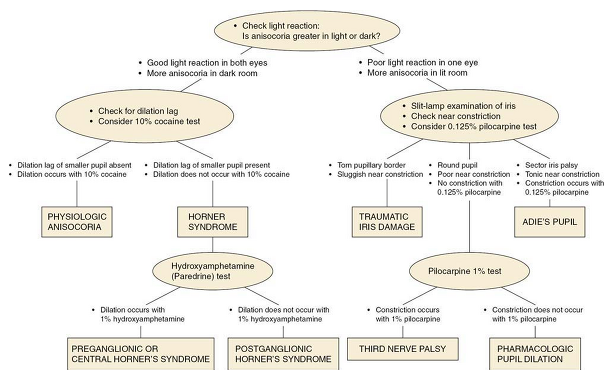 • Check light reaction:
Is anisocoria greater in light or dark?
• Good light reaction in both eyes
• More anisocoria in dark room
• Poor light reaction in one eye
• More anisocoria in lit room
• Check for dilation lag
• Consider 10% cocaine test
• Slit-lamp examination of iris
• Check near constriction
• Consider 0.125% pilocarpine test
• Dilation lag of smaller pupil absent
• Dilation occurs with 10% cocaine
• Dilation lag of smaller pupil present
• Dilation does not occur with 10% cocaine
• Torn pupillary border
• Sluggish near constriction
• Round pupil
• Poor near constriction
• No constriction with
0.125% pilocarpine
• Sector iris palsy
• Tonic near constriction
• Constriction occurs with
0.125% pilocarpine
PHYSIOLOGIC
ANISOCORIA
HORNER
SYNDROME
TRAUMATIC
IRIS DAMAGE
ADIE'S PUPIL
Hydroxyamphetamine
(Paredrine) test
Pilocarpine 1% test
• Dilation occurs with
1% hydroxyamphetamine
• Dilation does not occur with
1% hydroxyamphetamine
• Constriction occurs
with 1% pilocarpine
• Constriction does not occur
with 1% pilocarpine
PREGANGLIONIC OR
CENTRAL HORNER'S SYNDROME
POSTGANGLIONIC
HORNER'S SYNDROME
THIRD NERVE PALSY
PHARMACOLOGIC
PUPIL DILATION